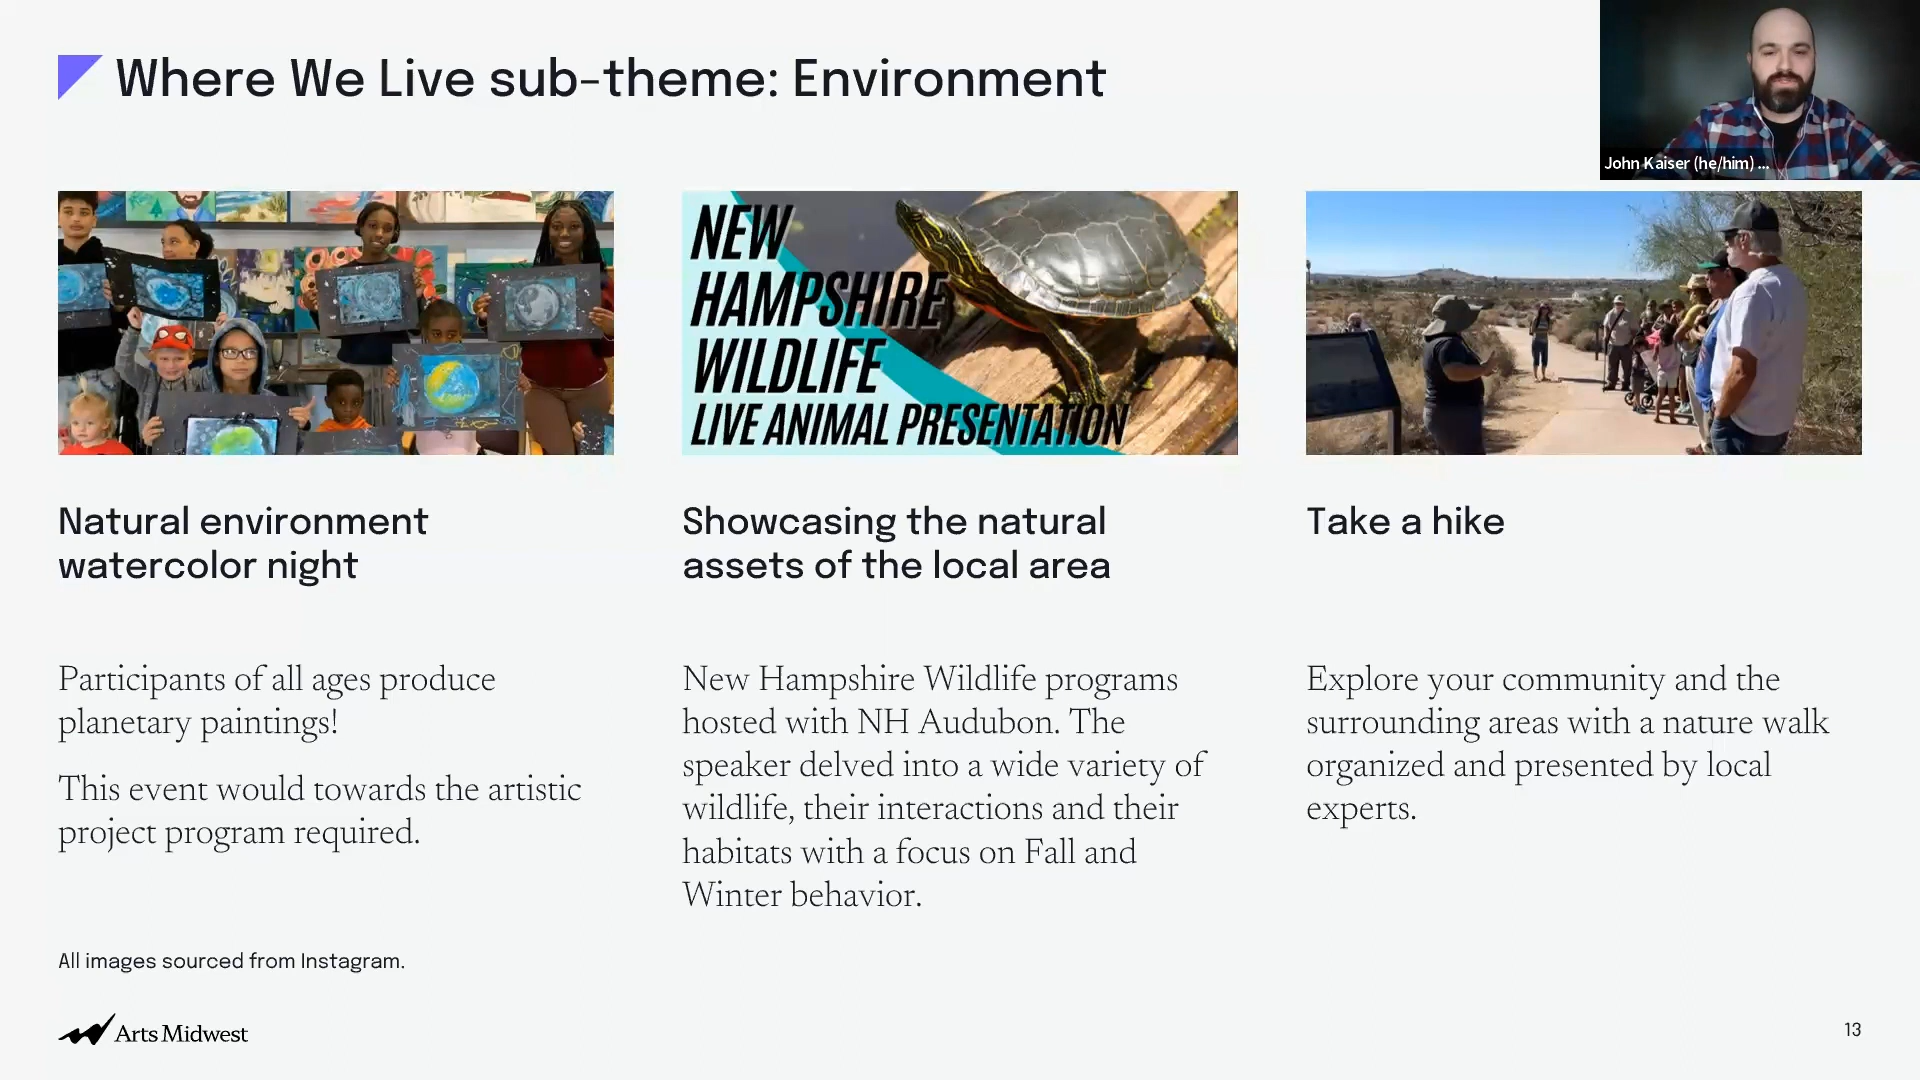 Where We Live sub-theme: Environment
John Kaiser (he/him) ...
NEW
HAMPSHIRE
WILDLIFE
LIVE ANIMAL PRESENTATION
Natural environment
watercolor night
Participants of all ages produce
planetary paintings!
This event would towards the artistic
project program required.
Showcasing the natural
assets of the local area
New Hampshire Wildlife programs
hosted with NH Audubon. The
speaker delved into a wide variety of
wildlife, their interactions and their
habitats with a focus on Fall and
Winter behavior.
Take a hike
Explore your community and the
surrounding areas with a nature walk
organized and presented by local
experts.
All images sourced from Instagram.
Arts Midwest
13